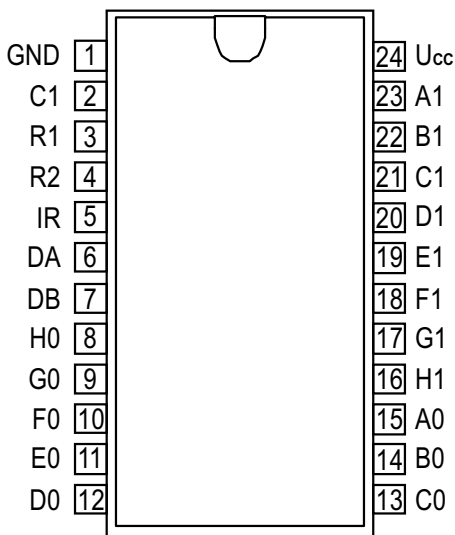 GND 1 24 Ucc
C1 2 23 A1
R1 3 22 B1
R2 4 21 C1
IR 5 20 D1
DA 6 19 E1
DB 7 18 F1
H0 8 17 G1
G0 9 16 H1
F0 10 15 A0
E0 11 14 B0
D0 12 13 C0